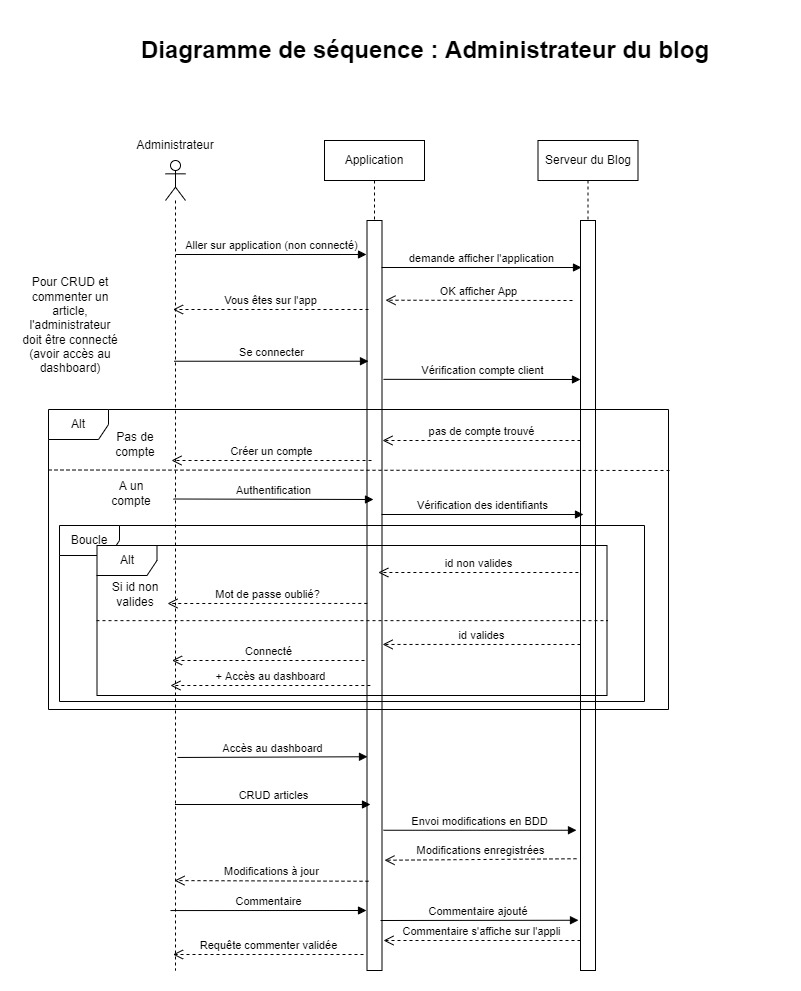 Diagramme de séquence : Administrateur du blog
Administrateur
Application
Serveur du Blog
Aller sur application (non connecté)
demande afficher l'application
Pour CRUD et
commenter un
article,
l'administrateur
doit être connecté
(avoir accès au
dashboard)
OK afficher App
Vous êtes sur l'app
Se connecter
Vérification compte client
Alt
Pas de
compte
pas de compte trouvé
Créer un compte
A un
compte
Authentification
Vérification des identifiants
Boucle
Alt
Si id non
valides
id non valides
Mot de passe oublié?
id valides
Connecté
+ Accès au dashboard
Accès au dashboard
CRUD articles
Envoi modifications en BDD
Modifications enregistrées
Modifications à jour
Commentaire
Commentaire ajouté
Commentaire s'affiche sur l'appli
Requête commenter validée